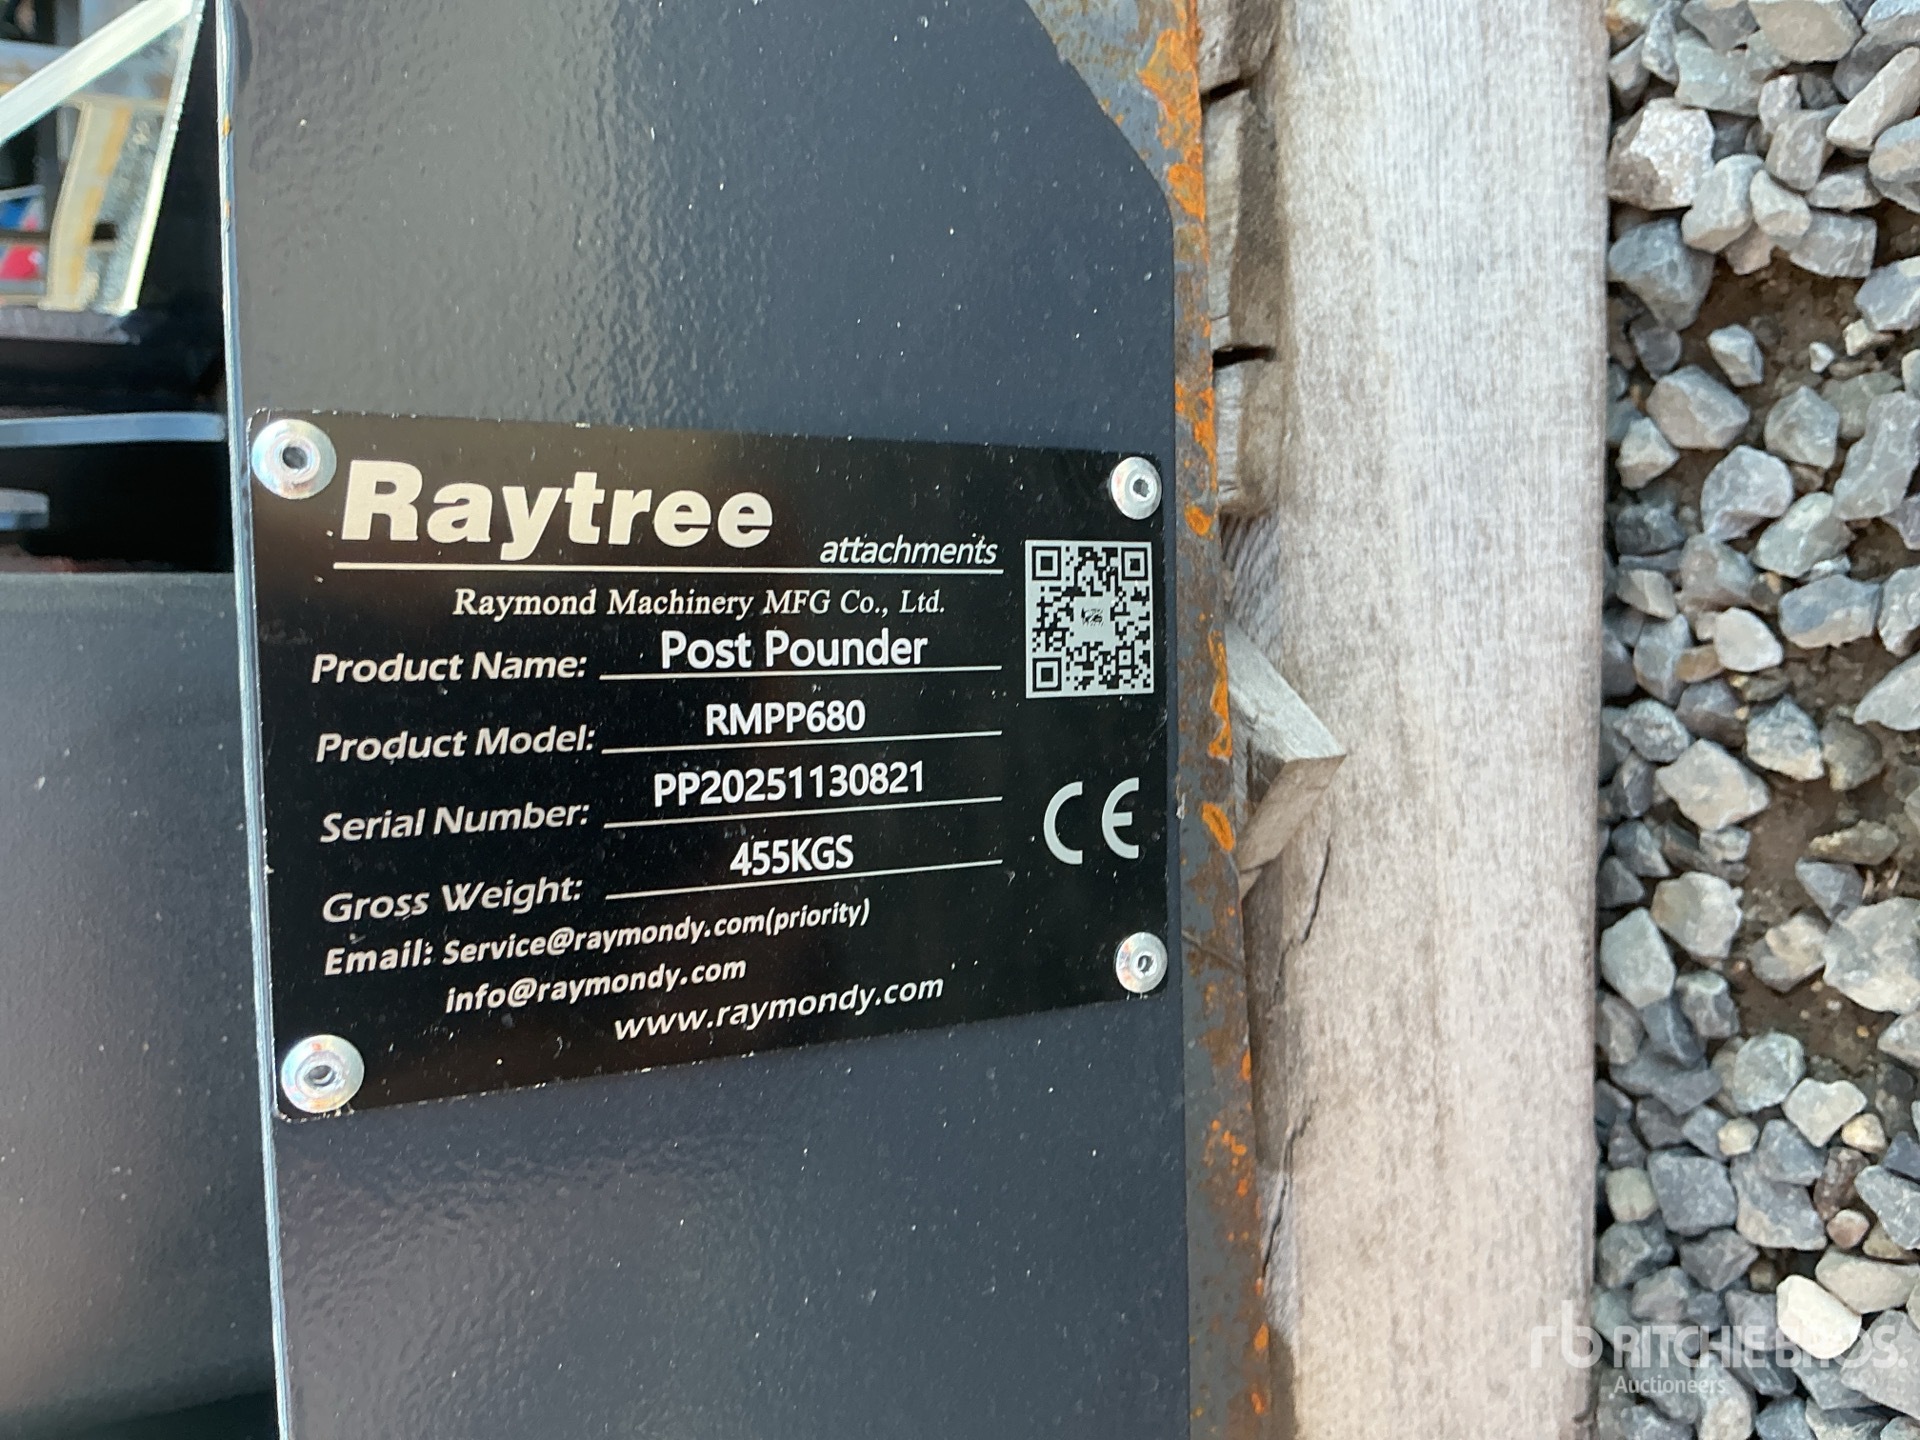 Raytree
attachments
Raymond Machinery MFG Co., Ltd.
Product Name: Post Pounder
Product Model: RMPP680
Serial Number: PP20251130821
Gross Weight: 455KGS
Email: Service@raymondy.com(priority)
info@raymondy.com
www.raymondy.com
CE
rb RITCHIE BROS.
Auctioneers